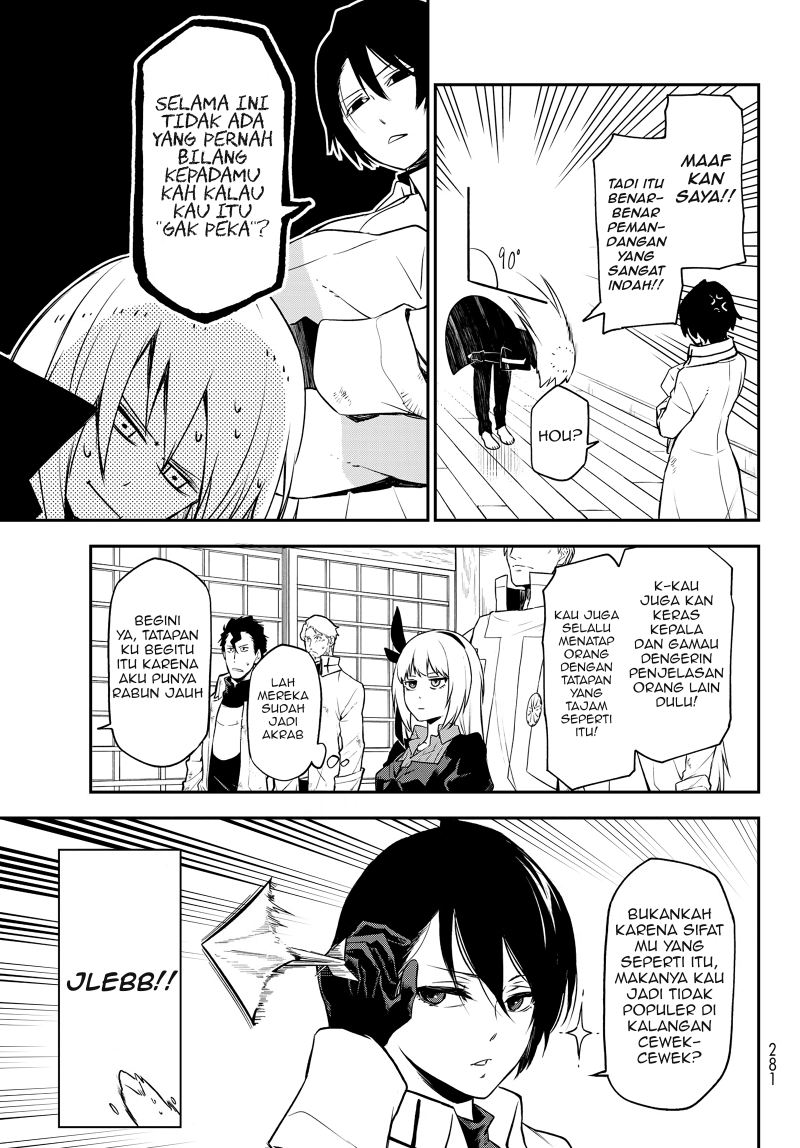 MAAF
KAN
SAYA!!
TADI ITU
BENAR-
BENAR
PEMAN-
DANGAN
YANG
SANGAT
INDAH!!
90°
HOU?
SELAMA INI
TIDAK ADA
YANG PERNAH
BILANG
KEPADAMU
KAH KALAU
KAU ITU
"GAK PEKA"?
K-KAU
JUGA KAN
KERAS
KEPALA
DAN GAMAU
DENGERIN
PENJELASAN
ORANG LAIN
DULU!
KAU JUGA
SELALU
MENATAP
ORANG
DENGAN
TATAPAN
YANG
TAJAM
SEPERTI
ITU!
LAH
MEREKA
SUDAH
JADI
AKRAB
BEGINI
YA, TATAPAN
KU BEGITU
ITU KARENA
AKU PUNYA
RABUN JAUH
BUKANKAH
KARENA SIFAT
MU YANG
SEPERTI ITU,
MAKANYA KAU
JADI TIDAK
POPULER DI
KALANGAN
CEWEK-
CEWEK?
JLEBB!!
281